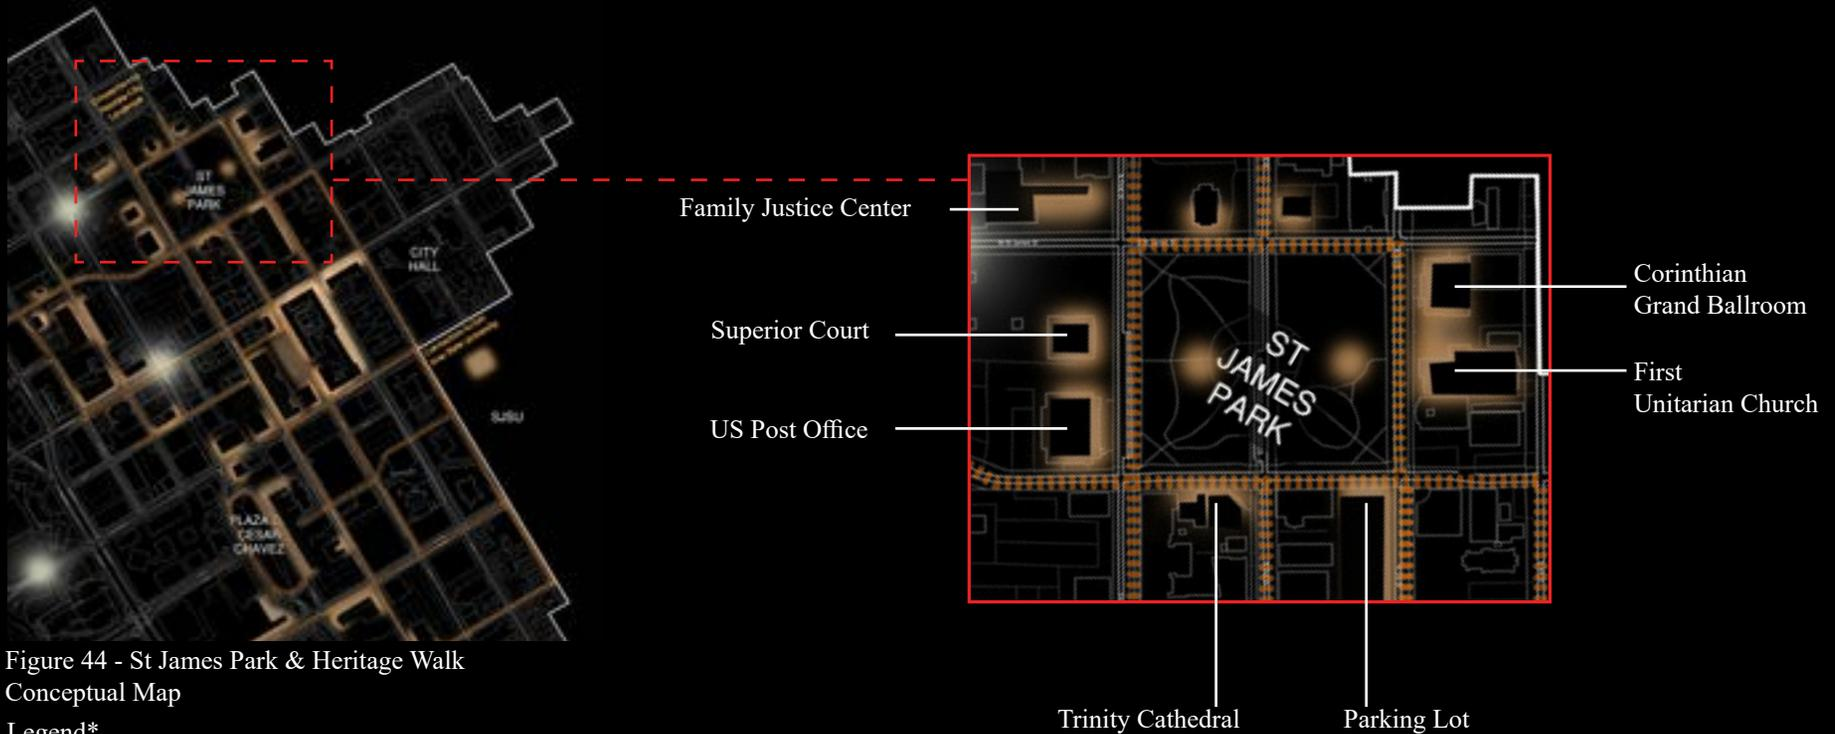 ST
JAMES
PARK
CITY
HALL
SJSU
PLAZA
CESAR
CHAVEZ
Family Justice Center
Superior Court
US Post Office
ST
JAMES
PARK
Corinthian
Grand Ballroom
First
Unitarian Church
Trinity Cathedral
Parking Lot
Figure 44 - St James Park & Heritage Walk
Conceptual Map
Legend*